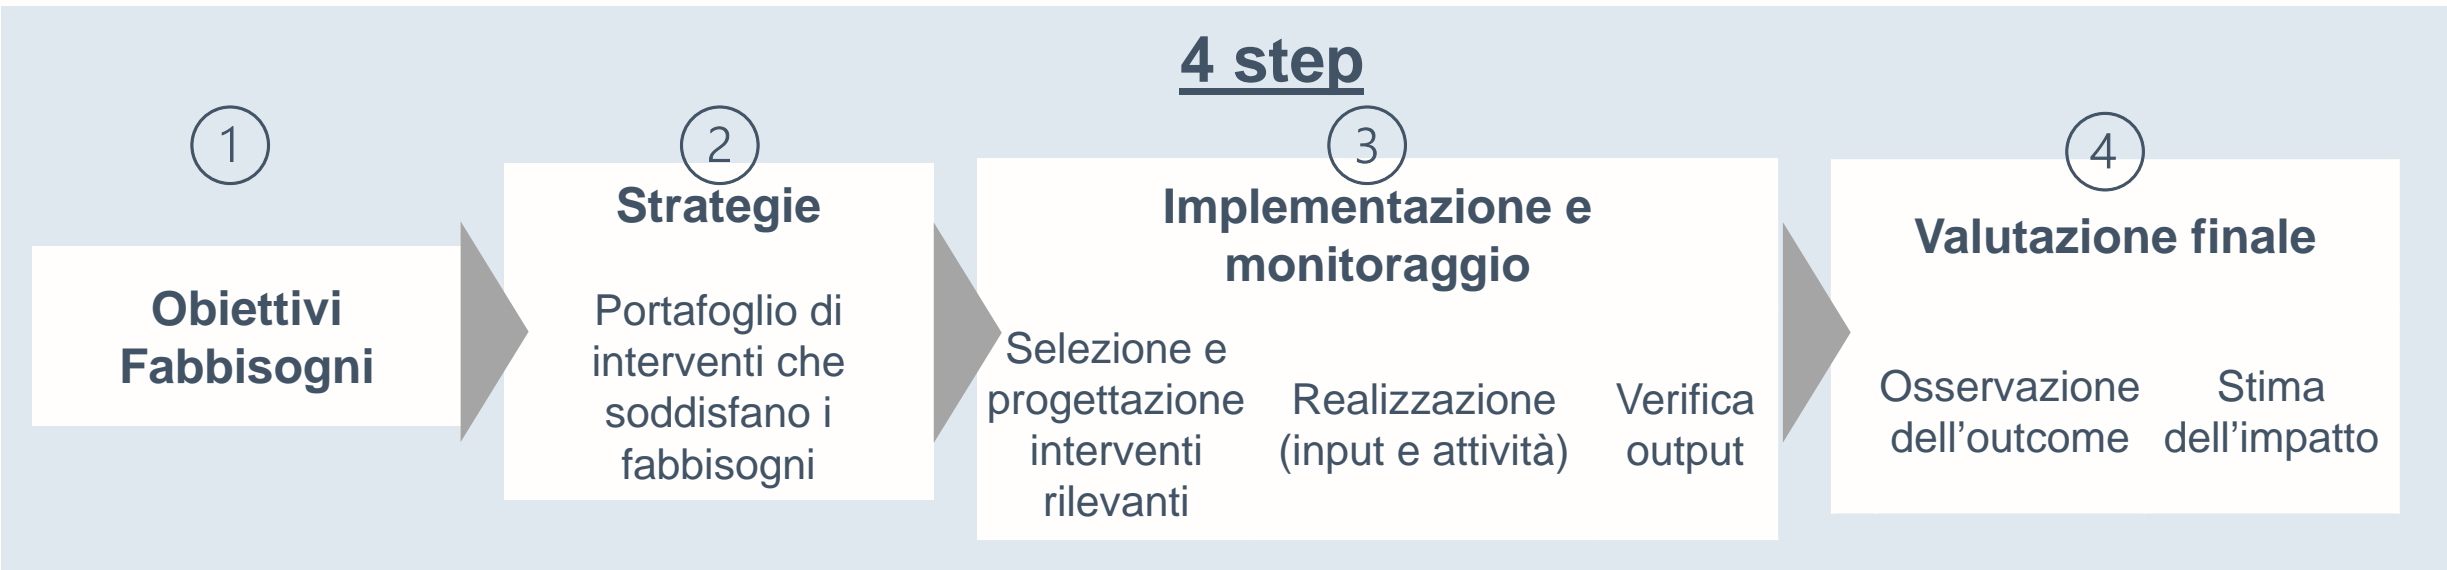 4 step
1
Obiettivi
Fabbisogni
2
Strategie
Portafoglio di
interventi che
soddisfano i
fabbisogni
3
Implementazione e
monitoraggio
Selezione e
progettazione
interventi
rilevanti
Realizzazione
(input e attività)
Verifica
output
4
Valutazione finale
Osservazione
dell’outcome
Stima
dell’impatto